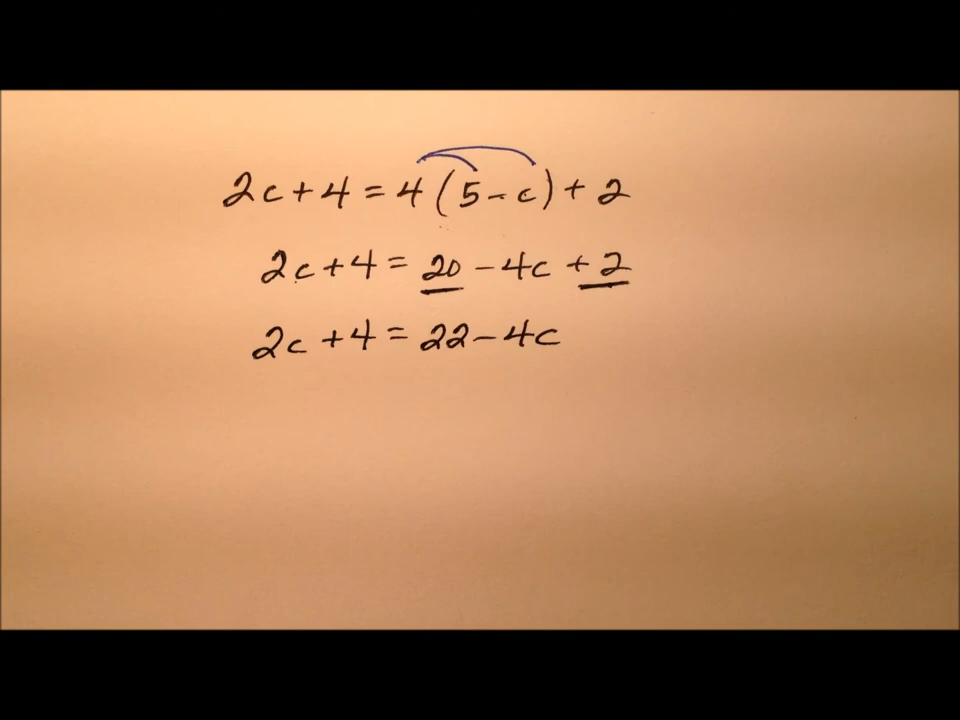 2c + 4 = 4 (5 - c) + 2
2c + 4 = 20 - 4c + 2
2c + 4 = 22 - 4c